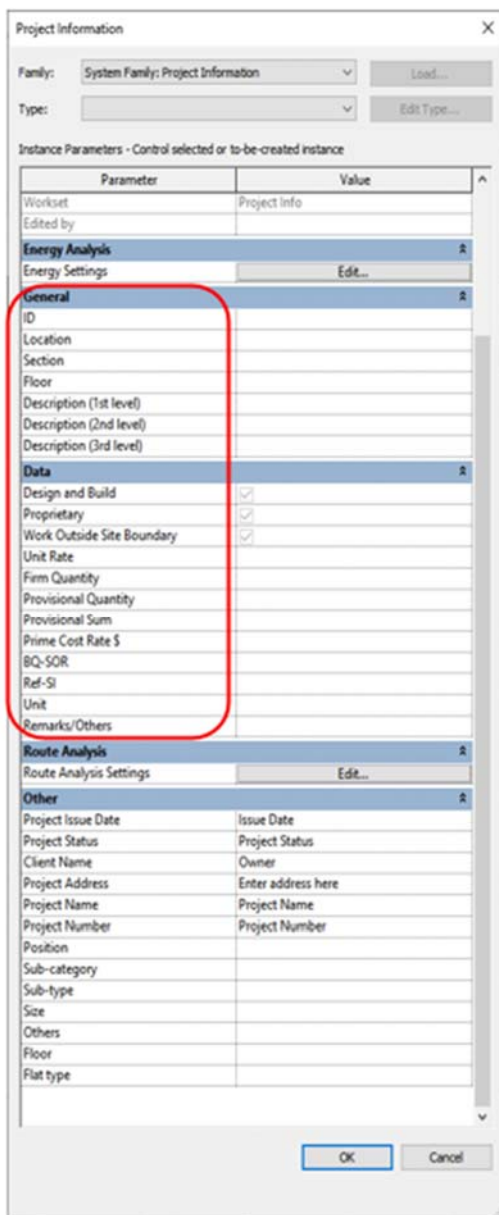 Project Information
Family: System Family: Project Information Load...
Type: Edit Type...
Instance Parameters - Control selected or to-be-created instance
Parameter Value
Workset Project Info
Edited by
Energy Analysis
Energy Settings Edit...
General
ID
Location
Section
Floor
Description (1st level)
Description (2nd level)
Description (3rd level)
Data
Design and Build
Proprietary
Work Outside Site Boundary
Unit Rate
Firm Quantity
Provisional Quantity
Provisional Sum
Prime Cost Rate $
BQ-SOR
Ref-SI
Unit
Remarks/Others
Route Analysis
Route Analysis Settings Edit...
Other
Project Issue Date Issue Date
Project Status Project Status
Client Name Owner
Project Address Enter address here
Project Name Project Name
Project Number Project Number
Position
Sub-category
Sub-type
Size
Others
Floor
Flat type
OK Cancel